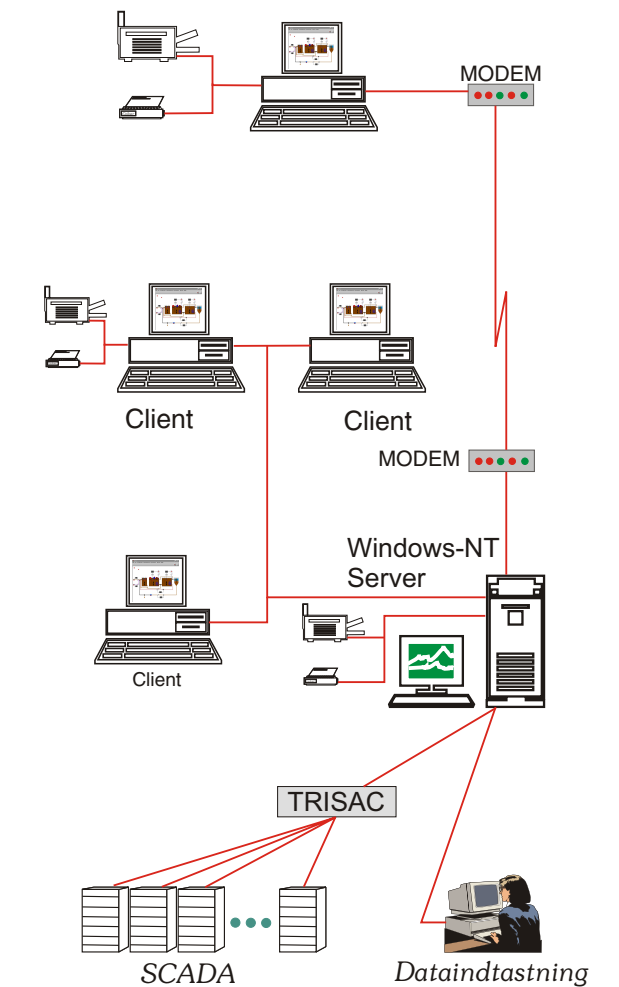 MODEM
Client
Client
MODEM
Windows-NT
Server
Client
TRISAC
SCADA
Dataindtastning